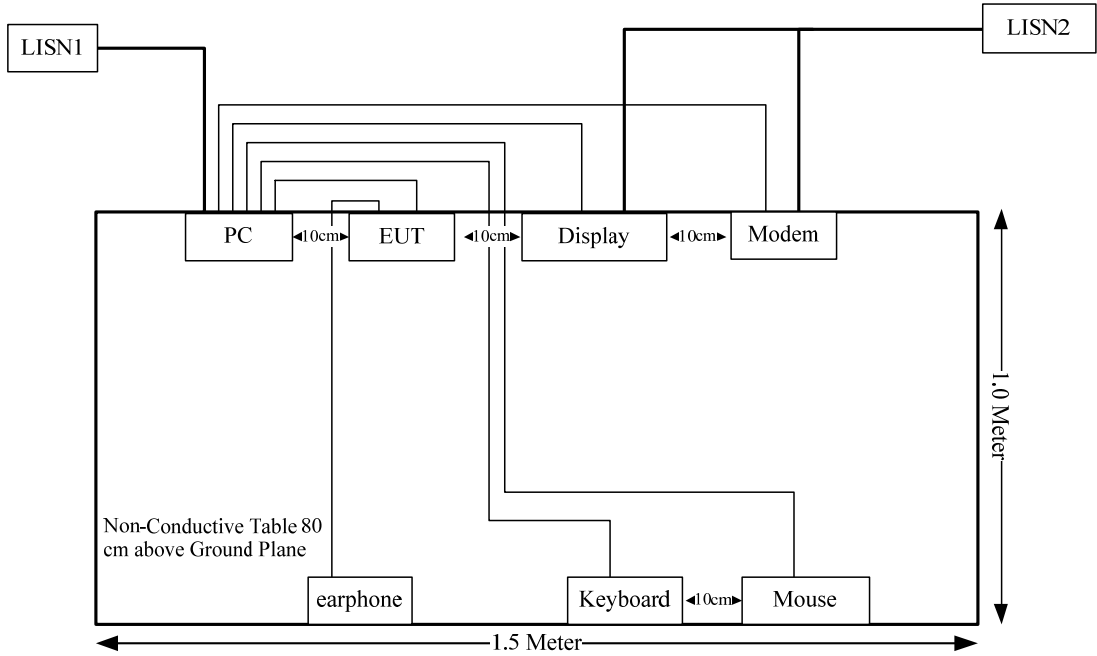 LISN1
LISN2
PC
10cm
EUT
10cm
Display
10cm
Modem
1.0 Meter
Non-Conductive Table 80
cm above Ground Plane
earphone
Keyboard
10cm
Mouse
1.5 Meter